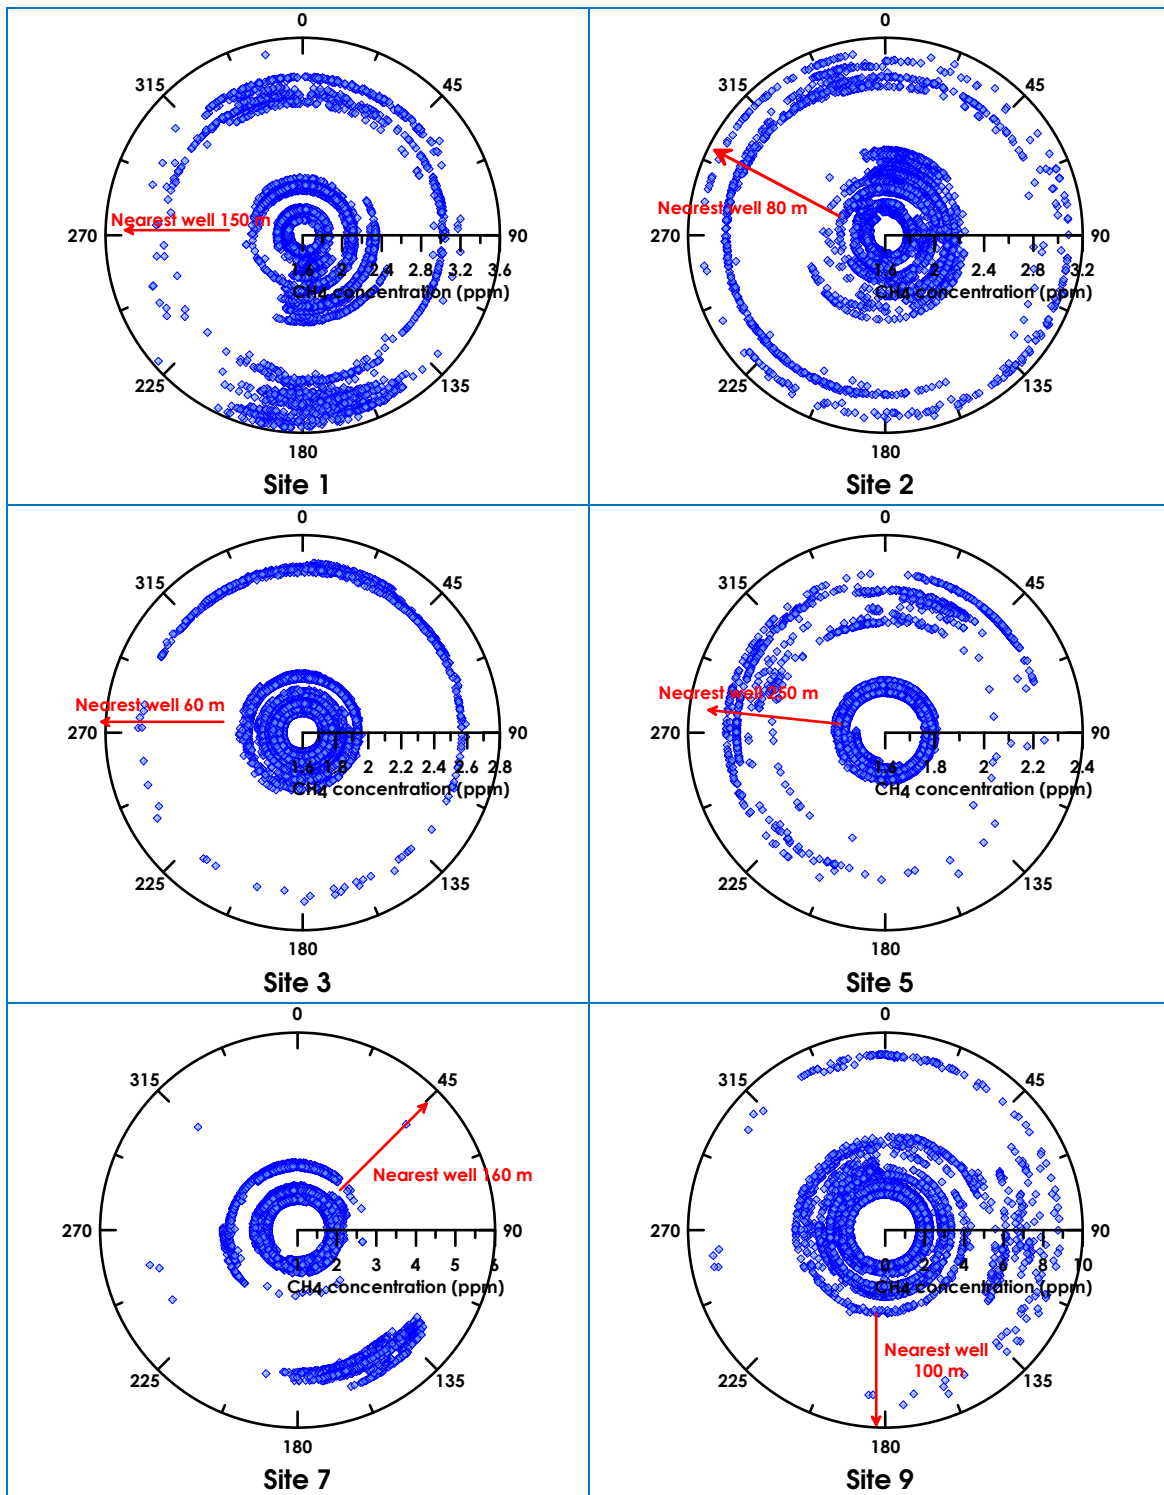 0
315
45
Nearest well 150 m
270
90
1.6 2 2.4 2.8 3.2 3.6
CH4 concentration (ppm)
225
135
180
Site 1
0
315
45
Nearest well 80 m
270
90
1.6 2 2.4 2.8 3.2
CH4 concentration (ppm)
225
135
180
Site 2
0
315
45
Nearest well 60 m
270
90
1.6 1.8 2 2.2 2.4 2.6 2.8
CH4 concentration (ppm)
225
135
180
Site 3
0
315
45
Nearest well 250 m
270
90
1.6 1.8 2 2.2 2.4
CH4 concentration (ppm)
225
135
180
Site 5
0
315
45
Nearest well 160 m
270
90
1 2 3 4 5 6
CH4 concentration (ppm)
225
135
180
Site 7
0
315
45
270
90
0 2 4 6 8 10
CH4 concentration (ppm)
Nearest well
100 m
225
135
180
Site 9